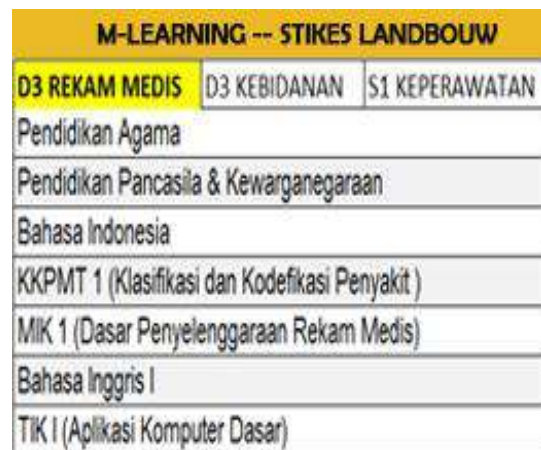 M-LEARNING -- STIKES LANDBOUW
D3 REKAM MEDIS D3 KEBIDANAN S1 KEPERAWATAN
Pendidikan Agama
Pendidikan Pancasila & Kewarganegaraan
Bahasa Indonesia
KKPMT 1 (Klasifikasi dan Kodefikasi Penyakit )
MIK 1 (Dasar Penyelenggaraan Rekam Medis)
Bahasa Inggris I
TIK I (Aplikasi Komputer Dasar)